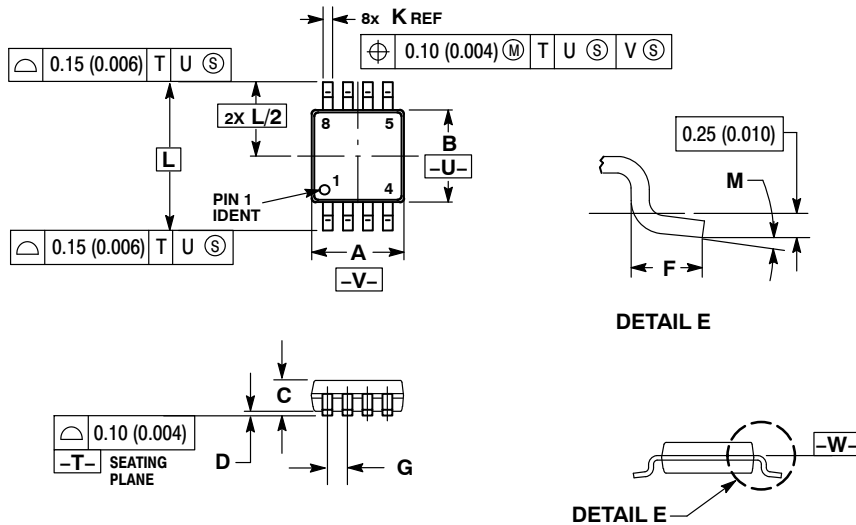 8x K REF
⌖ 0.10 (0.004) Ⓜ T U Ⓢ V Ⓢ
⌓ 0.15 (0.006) T U Ⓢ
2X L/2
L
8 5
B
–U–
PIN 1
IDENT
1 4
⌓ 0.15 (0.006) T U Ⓢ
A
–V–
0.25 (0.010)
M
F
DETAIL E
C
⌓ 0.10 (0.004)
–T– SEATING
PLANE
D
G
–W–
DETAIL E